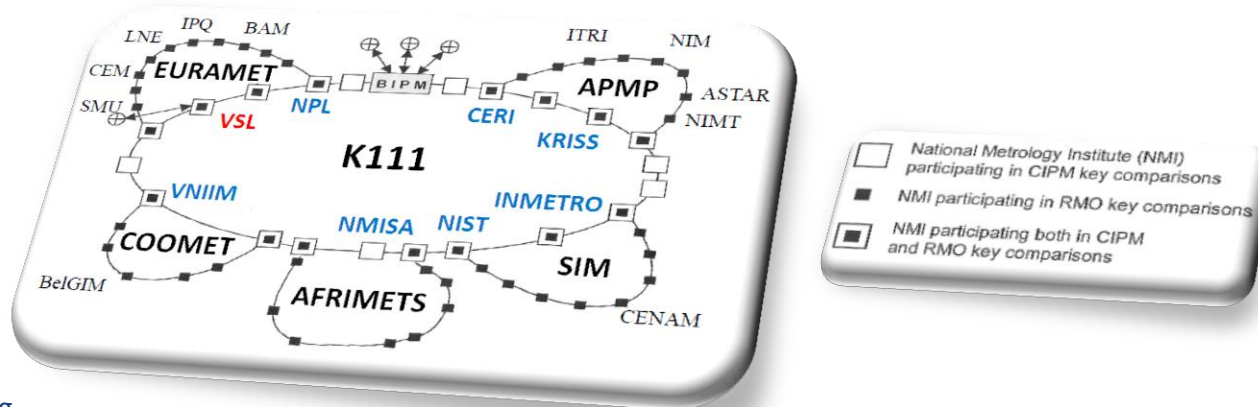 IPQ BAM
LNE
CEM
EURAMET
SMU
VSL
NPL
BIPM
ITRI NIM
APMP
ASTAR
CERI
NIMT
KRISS
K111
VNIIM
COOMET
BelGIM
NMISA NIST
INMETRO
AFRIMETS
SIM
CENAM
National Metrology Institute (NMI)
participating in CIPM key comparisons
NMI participating in RMO key comparisons
NMI participating both in CIPM
and RMO key comparisons